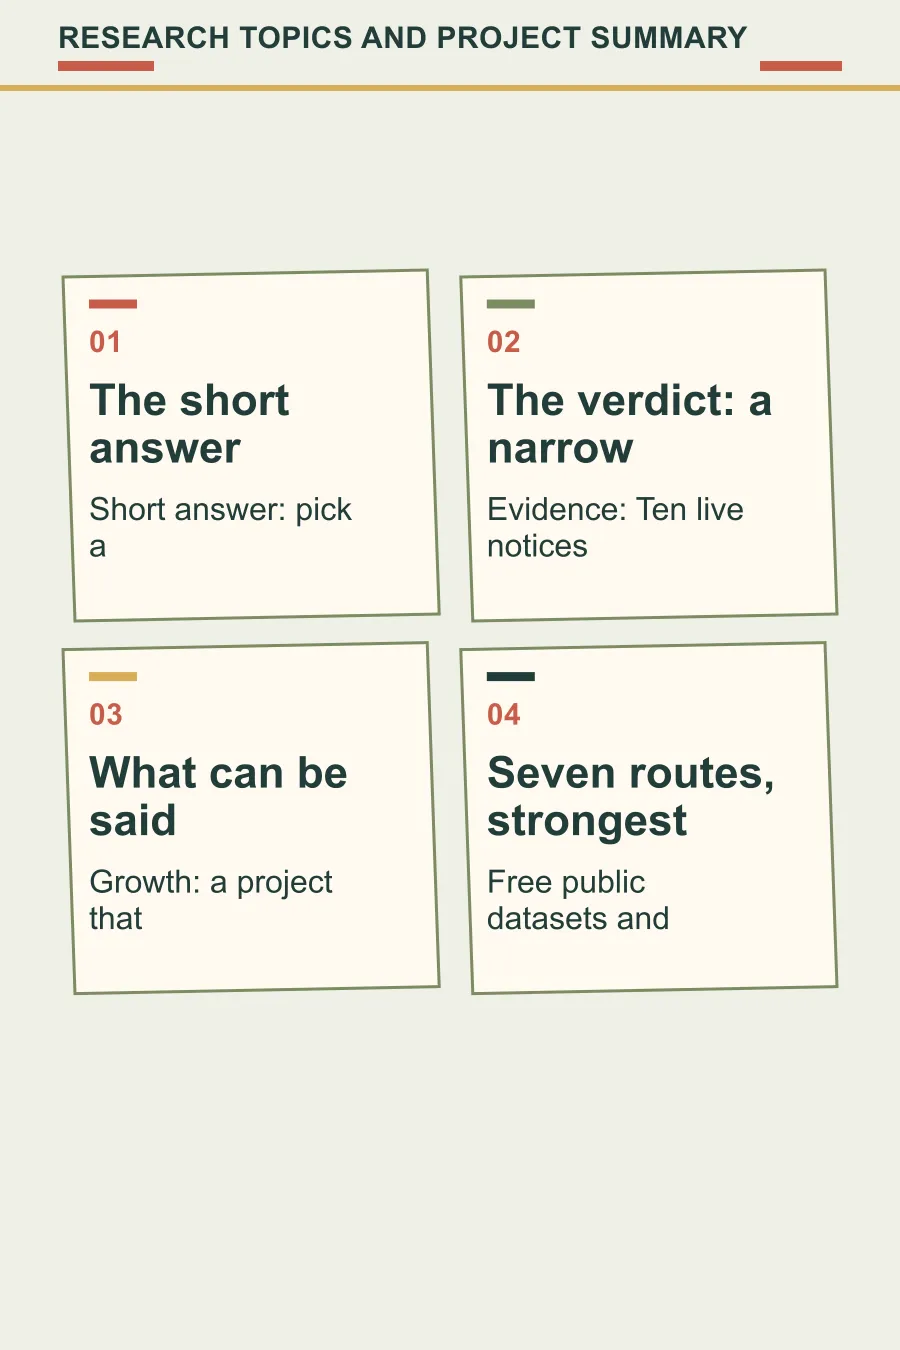 RESEARCH TOPICS AND PROJECT SUMMARY
01
The short
answer
Short answer: pick
a
02
The verdict: a
narrow
Evidence: Ten live
notices
03
What can be
said
Growth: a project
that
04
Seven routes,
strongest
Free public
datasets and